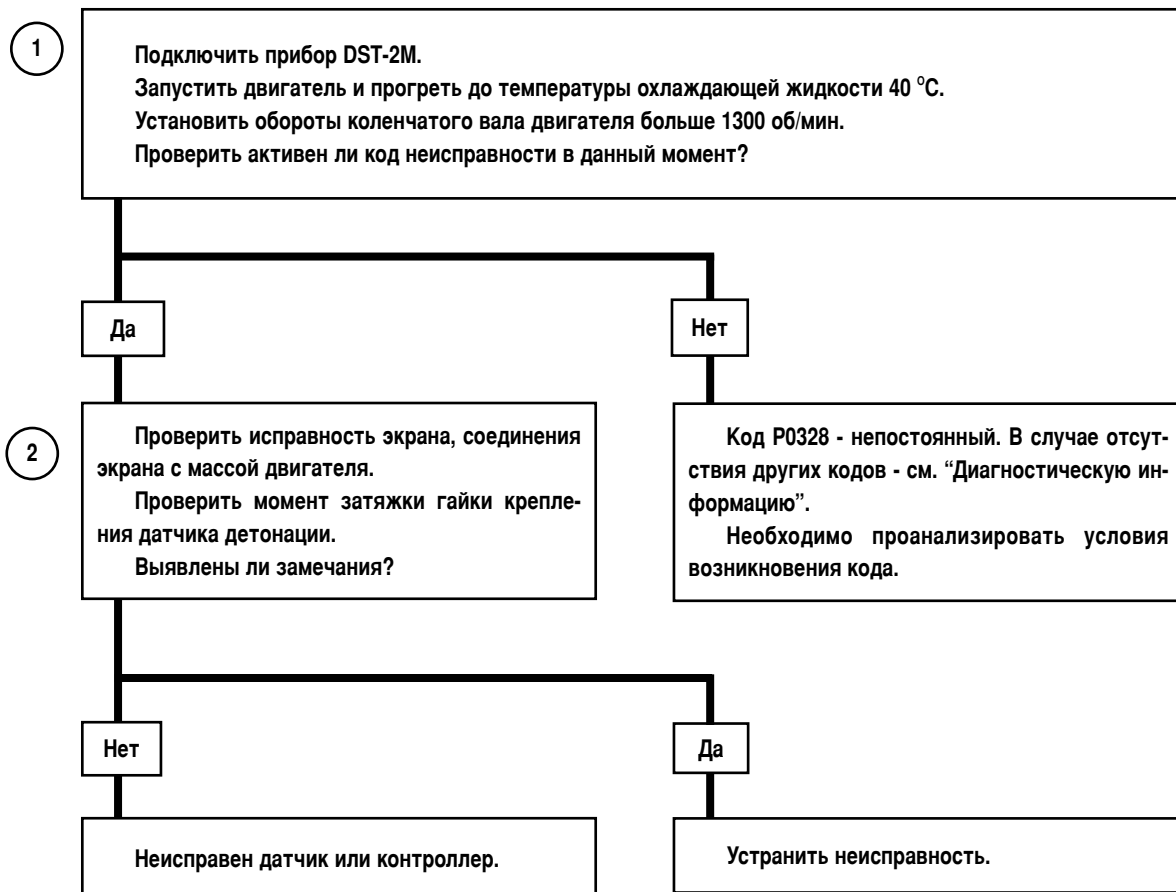 1
Подключить прибор DST-2M.
Запустить двигатель и прогреть до температуры охлаждающей жидкости 40 °С.
Установить обороты коленчатого вала двигателя больше 1300 об/мин.
Проверить активен ли код неисправности в данный момент?
Да
Нет
2
Проверить исправность экрана, соединения
экрана с массой двигателя.
Проверить момент затяжки гайки крепле-
ния датчика детонации.
Выявлены ли замечания?
Код Р0328 - непостоянный. В случае отсут-
ствия других кодов - см. “Диагностическую ин-
формацию”.
Необходимо проанализировать условия
возникновения кода.
Нет
Да
Неисправен датчик или контроллер.
Устранить неисправность.